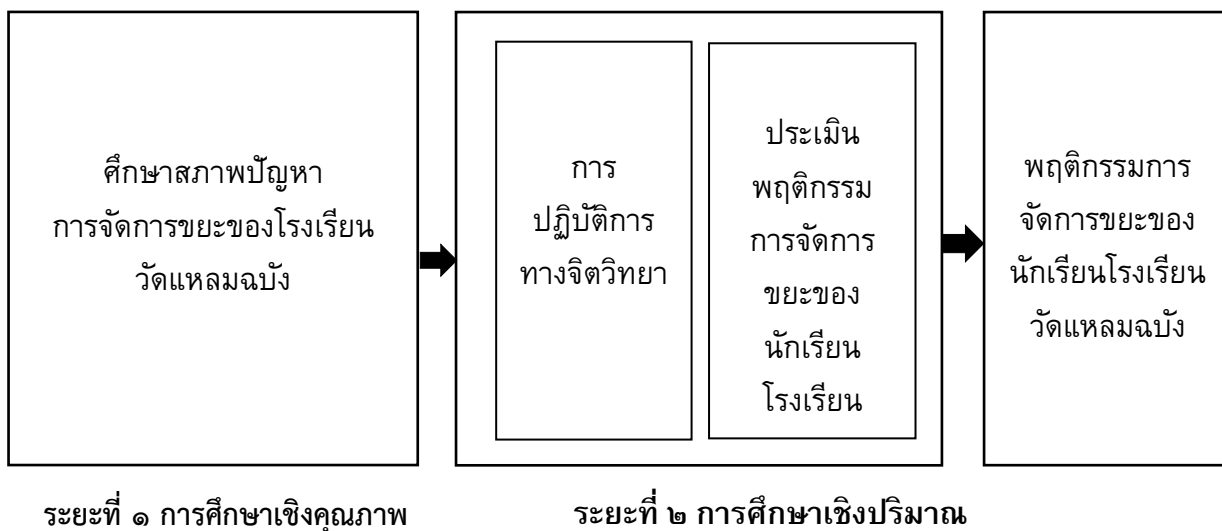 ศึกษาสภาพปัญหา
การจัดการขยะของโรงเรียน
วัดแหลมฉบัง
การ
ปฏิบัติการ
ทางจิตวิทยา
ประเมิน
พฤติกรรม
การจัดการ
ขยะของ
นักเรียน
โรงเรียน
พฤติกรรมการ
จัดการขยะของ
นักเรียนโรงเรียน
วัดแหลมฉบัง
ระยะที่ ๑ การศึกษาเชิงคุณภาพ
ระยะที่ ๒ การศึกษาเชิงปริมาณ